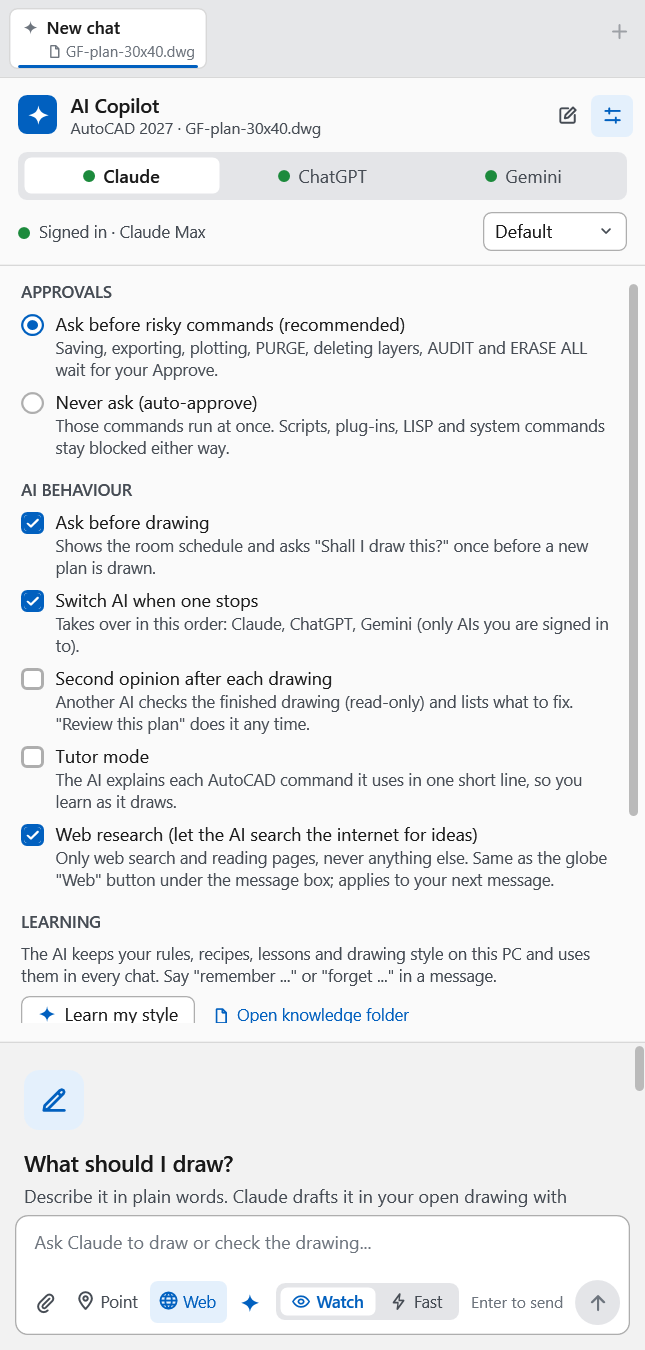 New chat
GF-plan-30x40.dwg
AI Copilot
AutoCAD 2027 · GF-plan-30x40.dwg
Claude
ChatGPT
Gemini
Signed in · Claude Max
Default
APPROVALS
Ask before risky commands (recommended)
Saving, exporting, plotting, PURGE, deleting layers, AUDIT and ERASE ALL
wait for your Approve.
Never ask (auto-approve)
Those commands run at once. Scripts, plug-ins, LISP and system commands
stay blocked either way.
AI BEHAVIOUR
Ask before drawing
Shows the room schedule and asks "Shall I draw this?" once before a new
plan is drawn.
Switch AI when one stops
Takes over in this order: Claude, ChatGPT, Gemini (only AIs you are signed in
to).
Second opinion after each drawing
Another AI checks the finished drawing (read-only) and lists what to fix.
"Review this plan" does it any time.
Tutor mode
The AI explains each AutoCAD command it uses in one short line, so you
learn as it draws.
Web research (let the AI search the internet for ideas)
Only web search and reading pages, never anything else. Same as the globe
"Web" button under the message box; applies to your next message.
LEARNING
The AI keeps your rules, recipes, lessons and drawing style on this PC and uses
them in every chat. Say "remember ..." or "forget ..." in a message.
Learn my style
Open knowledge folder
What should I draw?
Describe it in plain words. Claude drafts it in your open drawing with
Ask Claude to draw or check the drawing...
Point
Web
Watch
Fast
Enter to send